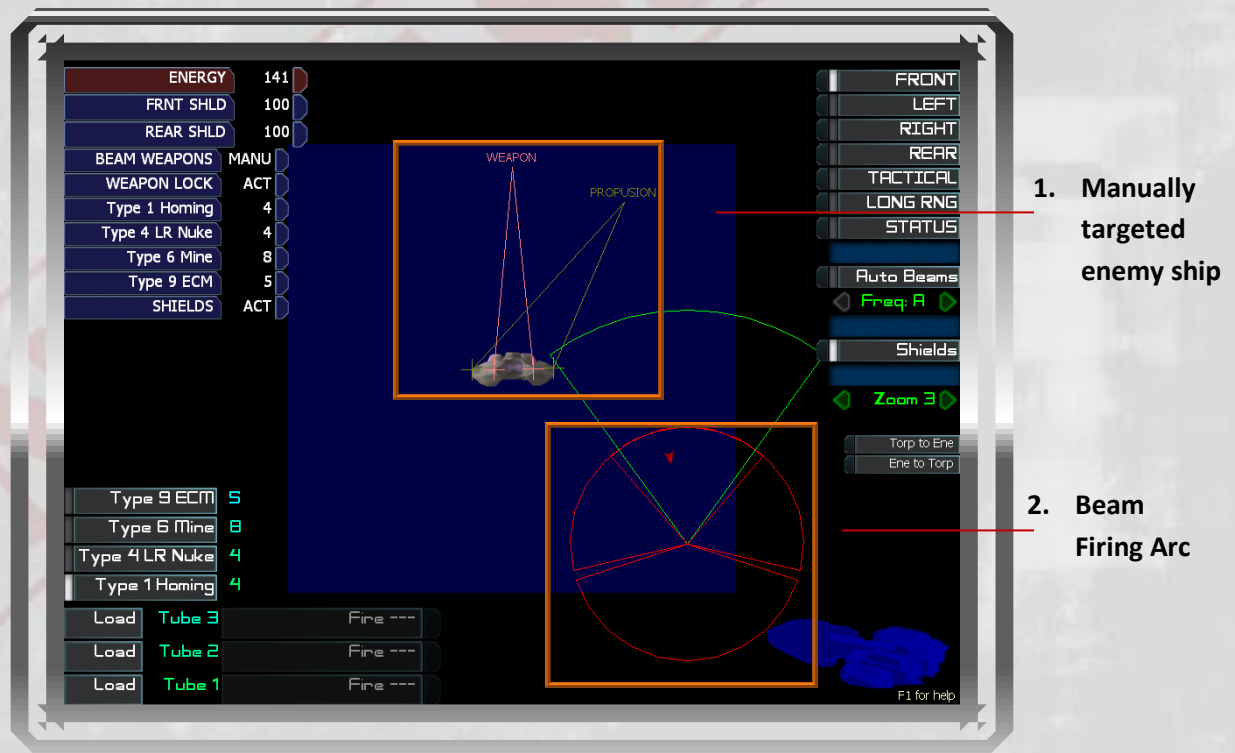 ENERGY 141
FRNT SHLD 100
REAR SHLD 100
BEAM WEAPONS MANU
WEAPON LOCK ACT
Type 1 Homing 4
Type 4 LR Nuke 4
Type 6 Mine 8
Type 9 ECM 5
SHIELDS ACT
WEAPON
PROPUSION
FRONT
LEFT
RIGHT
REAR
TACTICAL
LONG RNG
STATUS
Auto Beams
Freq: A
Shields
Zoom 3
Torp to Ene
Ene to Torp
1. Manually
targeted
enemy ship
2. Beam
Firing Arc
Type 9 ECM 5
Type 6 Mine 8
Type 4 LR Nuke 4
Type 1 Homing 4
Load Tube 3 Fire ---
Load Tube 2 Fire ---
Load Tube 1 Fire ---
F1 for help